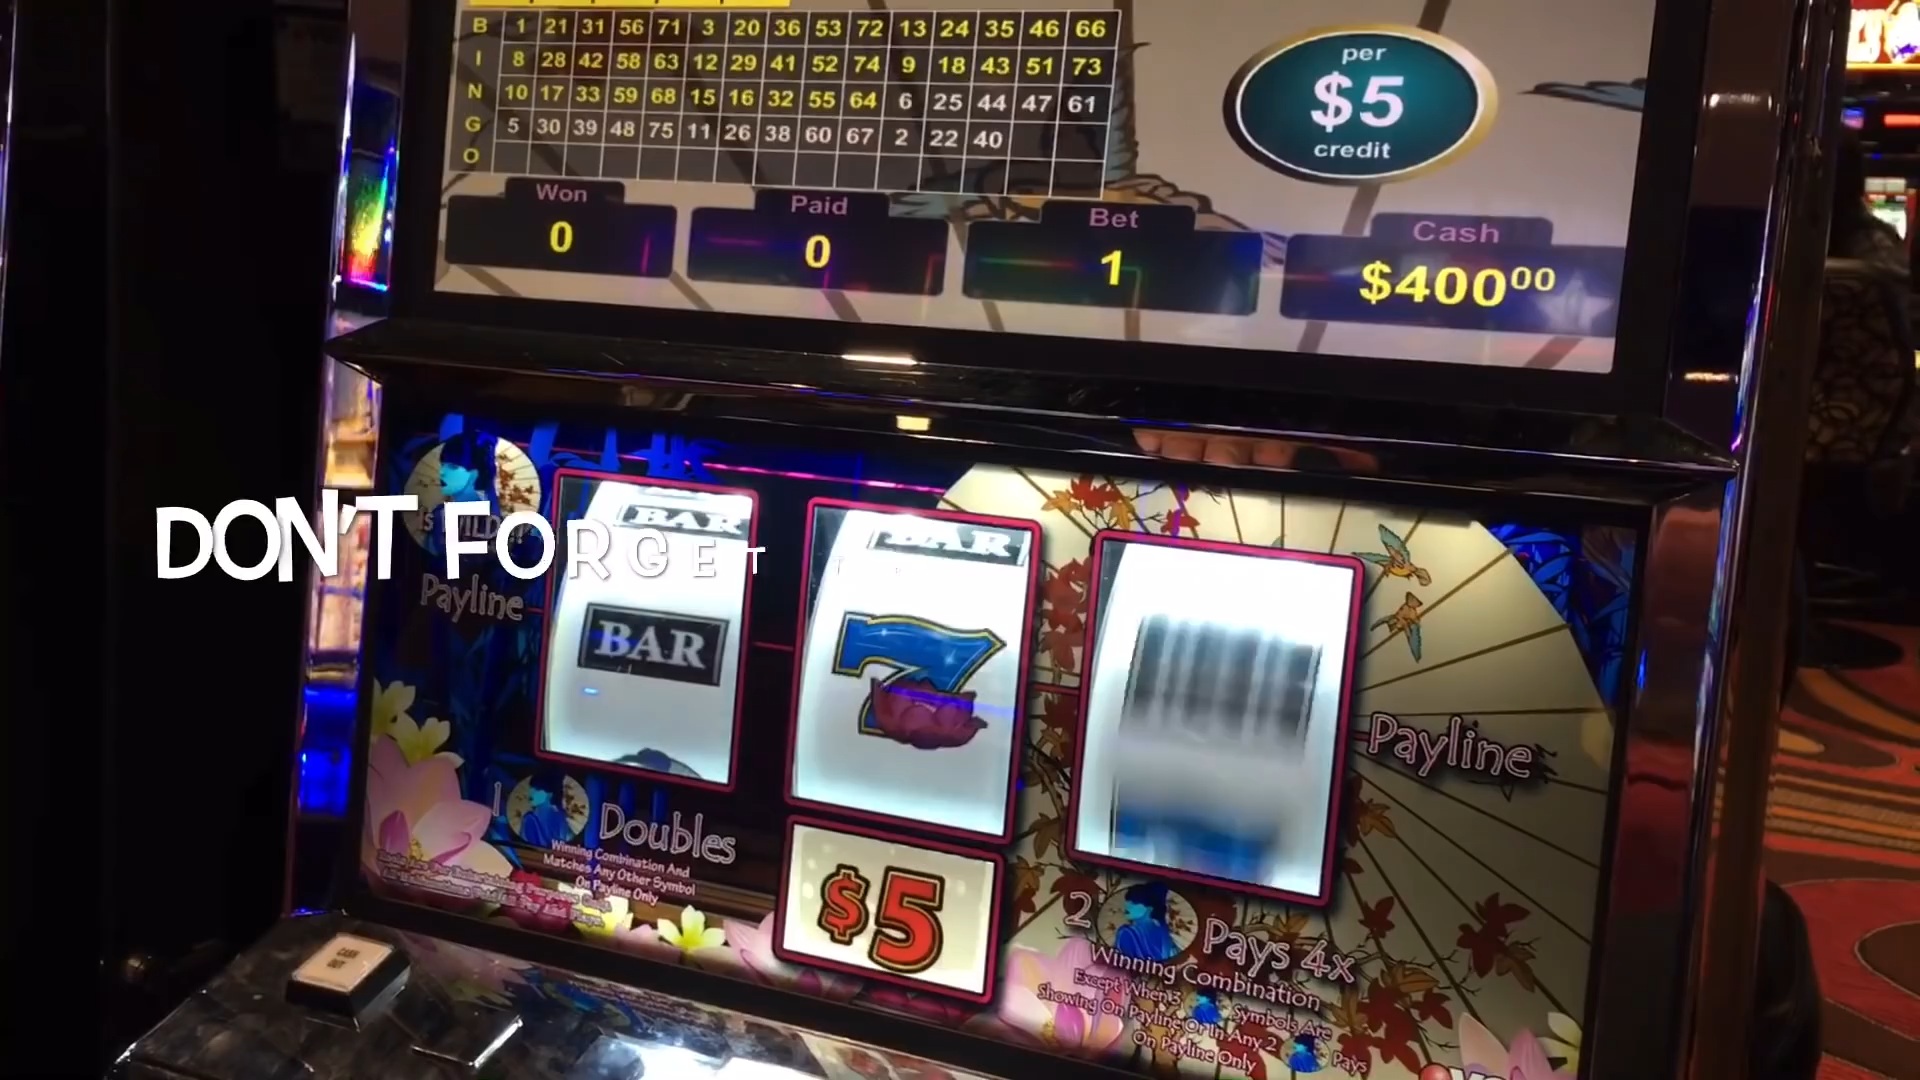 B 1 21 31 56 71 3 20 36 53 72 13 24 35 46 66
I 8 28 42 58 63 12 29 41 52 74 9 18 43 51 73
N 10 17 33 59 68 15 16 32 55 64 6 25 44 47 61
G 5 30 39 48 75 11 26 38 60 67 2 22 40
O
per
$5
credit
Won
0
Paid
0
Bet
1
Cash
$400⁰⁰
DON'T FORGET
BAR
BAR
Payline
BAR
7
Payline
1 Doubles
Winning Combination And
Matches Any Other Symbol
On Payline Only
$5
2 Pays 4x
Winning Combination
Except When 3 Symbols Are
Showing On Payline Or In Any 2
On Payline Only Pays
CASH
OUT